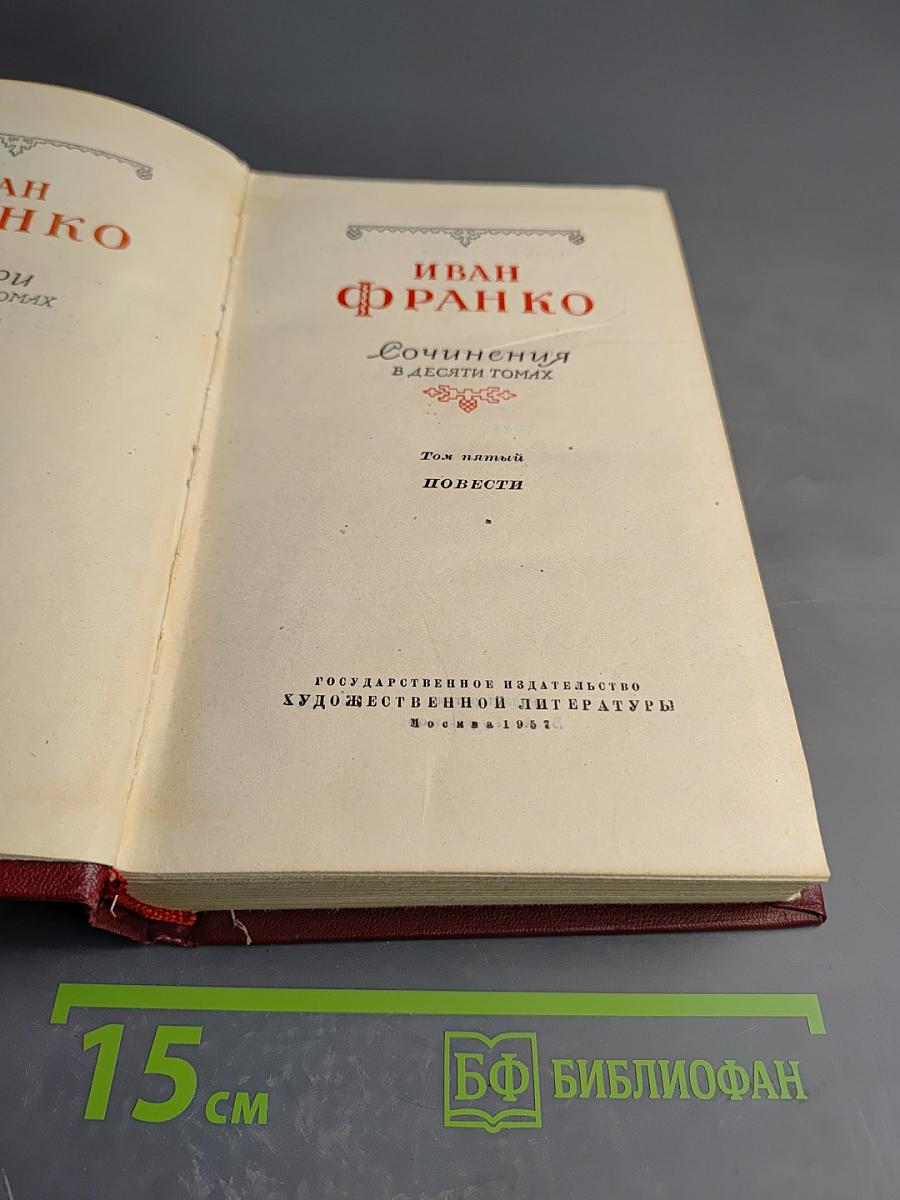 ИВАН
ФРАНКО
Сочинения
В ДЕСЯТИ ТОМАХ
Том пятый
ПОВЕСТИ
ГОСУДАРСТВЕННОЕ ИЗДАТЕЛЬСТВО
ХУДОЖЕСТВЕННОЙ ЛИТЕРАТУРЫ
Москва 1957
15 см
БФ БИБЛИОФАН